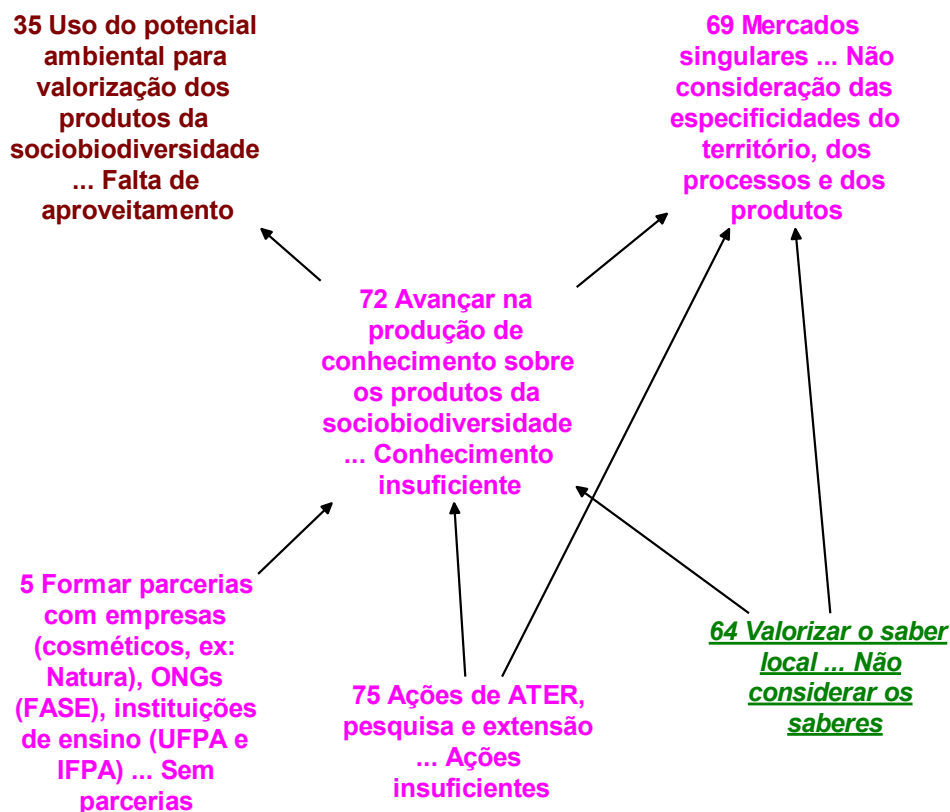 35 Uso do potencial
ambiental para
valorização dos
produtos da
sociobiodiversidade
... Falta de
aproveitamento
69 Mercados
singulares ... Não
consideração das
especificidades do
território, dos
processos e dos
produtos
72 Avançar na
produção de
conhecimento sobre
os produtos da
sociobiodiversidade
... Conhecimento
insuficiente
5 Formar parcerias
com empresas
(cosméticos, ex:
Natura), ONGs
(FASE), instituições
de ensino (UFPA e
IFPA) ... Sem
parcerias
75 Ações de ATER,
pesquisa e extensão
... Ações
insuficientes
64 Valorizar o saber
local ... Não
considerar os
saberes